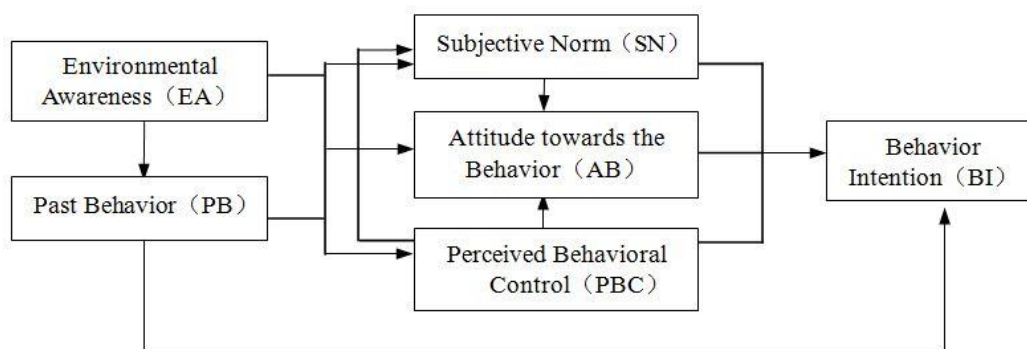 Environmental
Awareness（EA）
Past Behavior（PB）
Subjective Norm（SN）
Attitude towards the
Behavior（AB）
Perceived Behavioral
Control（PBC）
Behavior
Intention（BI）